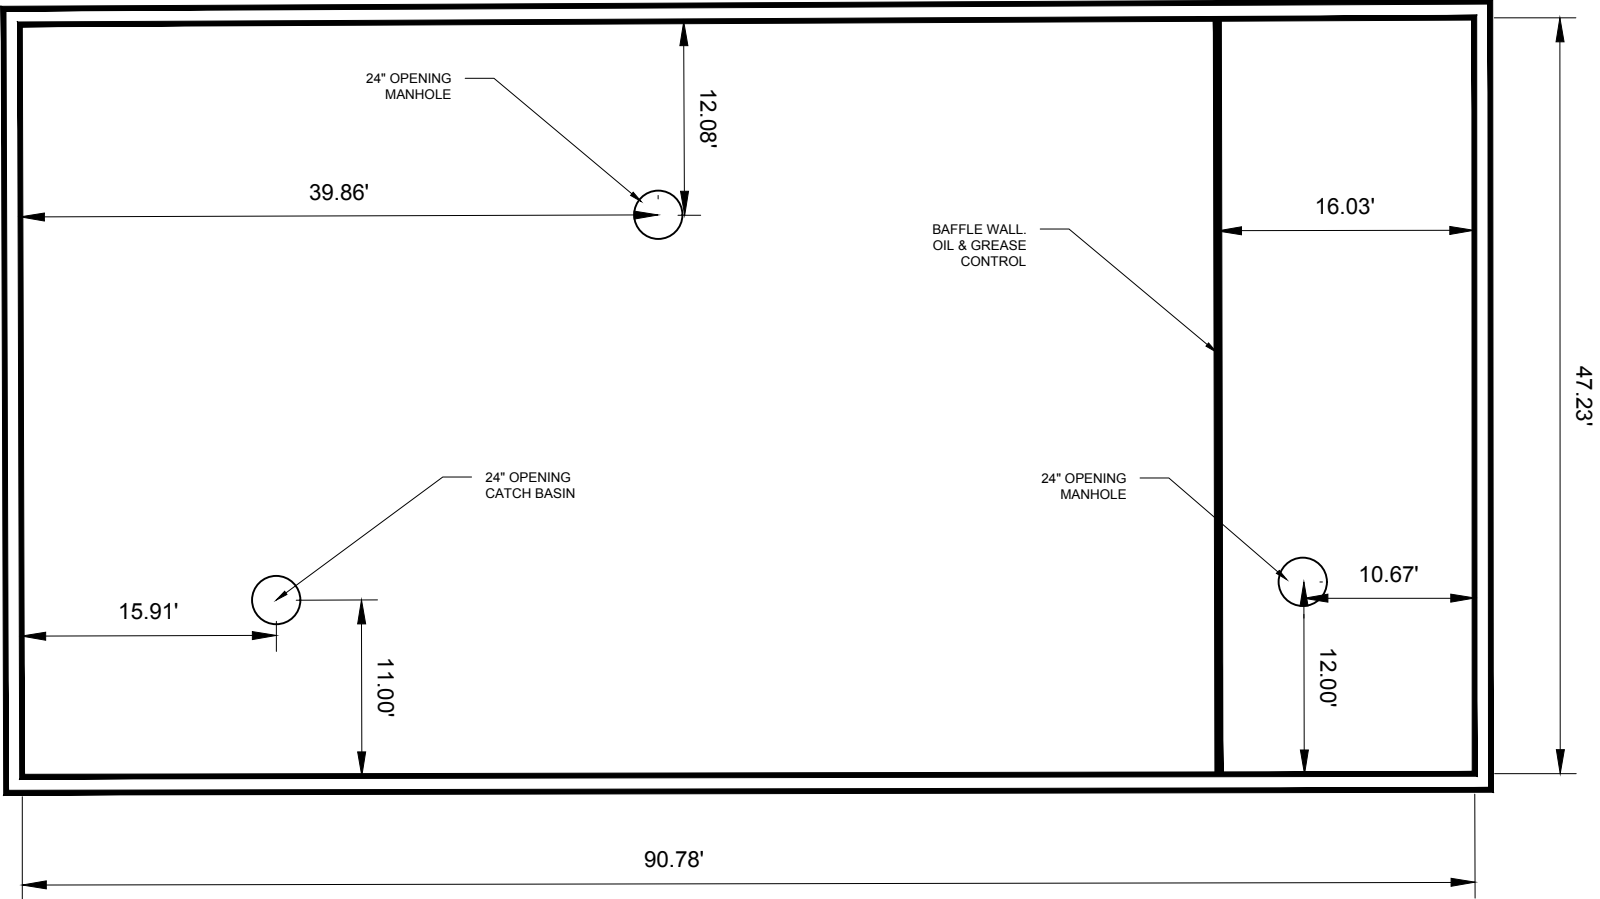 24" OPENING
MANHOLE
12.08'
39.86'
16.03'
BAFFLE WALL.
OIL & GREASE
CONTROL
47.23'
24" OPENING
CATCH BASIN
24" OPENING
MANHOLE
10.67'
15.91'
11.00'
12.00'
90.78'